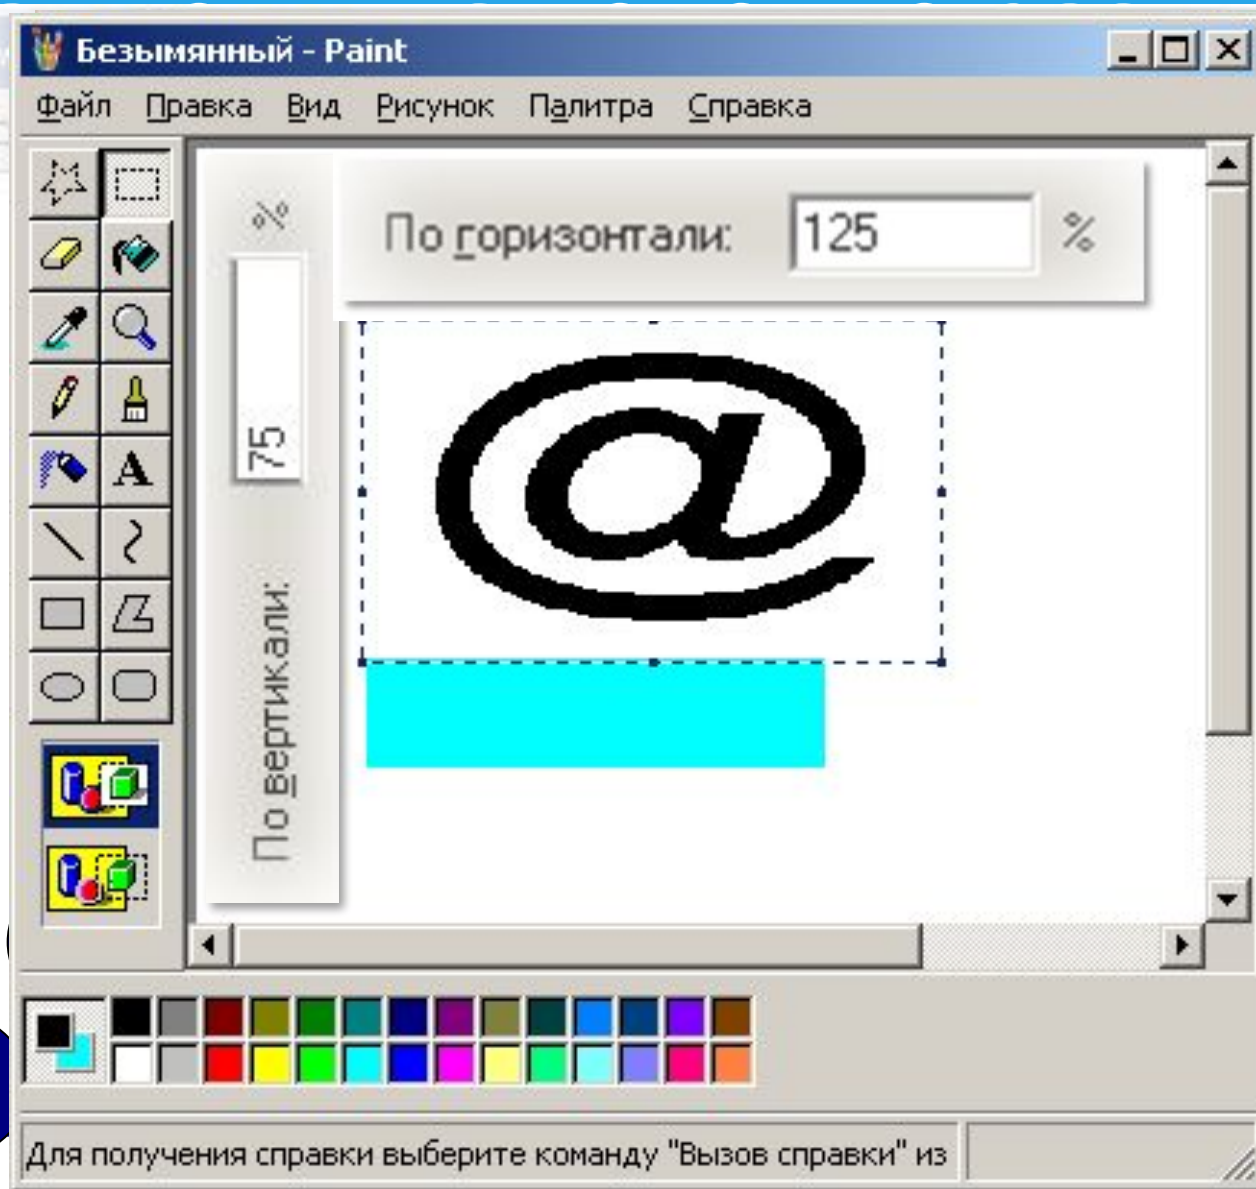 Безымянный - Paint
Файл Правка Вид Рисунок Палитра Справка
По горизонтали: 125 %
По вертикали: 75 %
@
A
Для получения справки выберите команду "Вызов справки" из